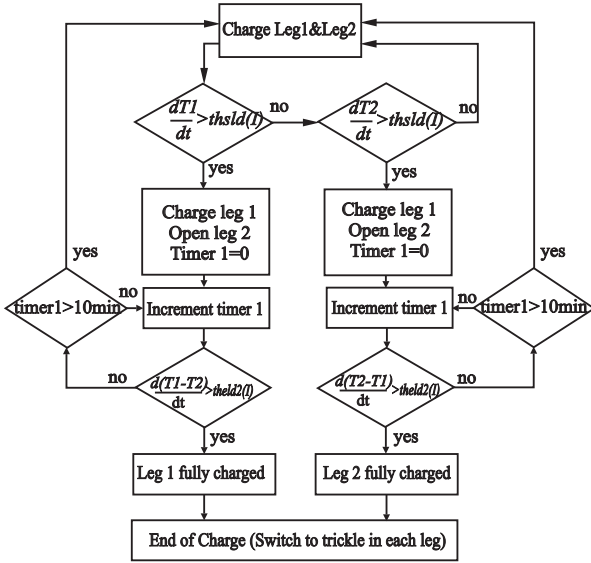 Charge Leg1&Leg2
dT1
dt
>thsld(I)
no
dT2
dt
>thsld(I)
no
yes
yes
Charge leg 1
Open leg 2
Timer 1=0
Charge leg 1
Open leg 2
Timer 1=0
yes
yes
timer1>10min
no
Increment timer 1
Increment timer 1
no
timer1>10min
no
d(T1-T2)
dt
>theld2(I)
d(T2-T1)
dt
>theld2(I)
no
yes
yes
Leg 1 fully charged
Leg 2 fully charged
End of Charge (Switch to trickle in each leg)